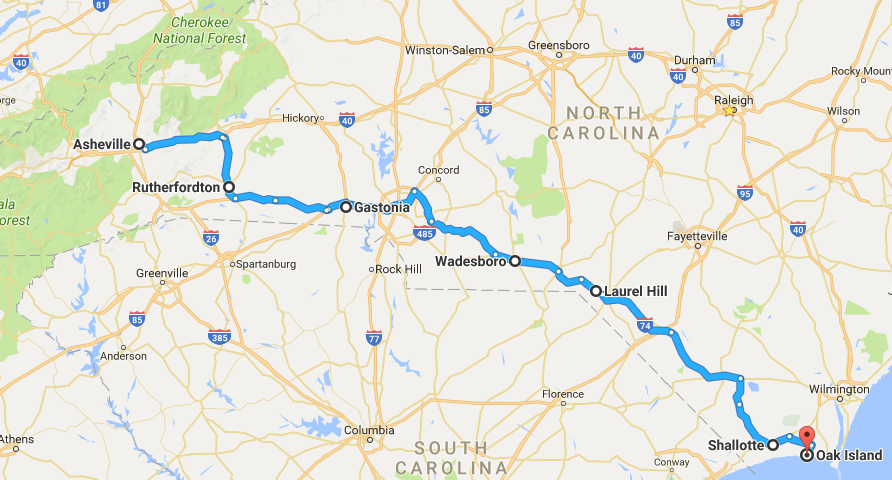 81
Cherokee
National Forest
85
40
Greensboro
Winston-Salem
40
Durham
40
Rocky Mount
orge
Hickory
40
85
Raleigh
NORTH
CAROLINA
Wilson
Asheville
Concord
Rutherfordton
95
Gastonia
ala
orest
26
485
Fayetteville
40
Spartanburg
Wadesboro
Greenville
Rock Hill
Laurel Hill
85
385
77
74
Anderson
Florence
Wilmington
Columbia
Athens
SOUTH
CAROLINA
Shallotte
Oak Island
Conway